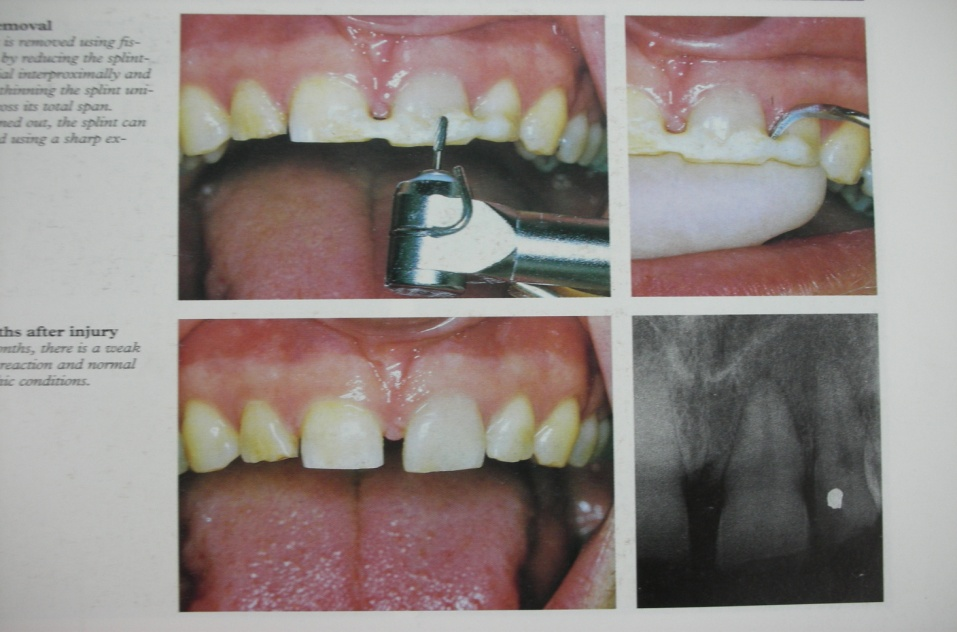 emoval
is removed using fis-
by reducing the splint-
ial interproximally and
thinning the splint uni-
oss its total span.
ned out, the splint can
d using a sharp ex-
ths after injury
onths, there is a weak
reaction and normal
hic conditions.